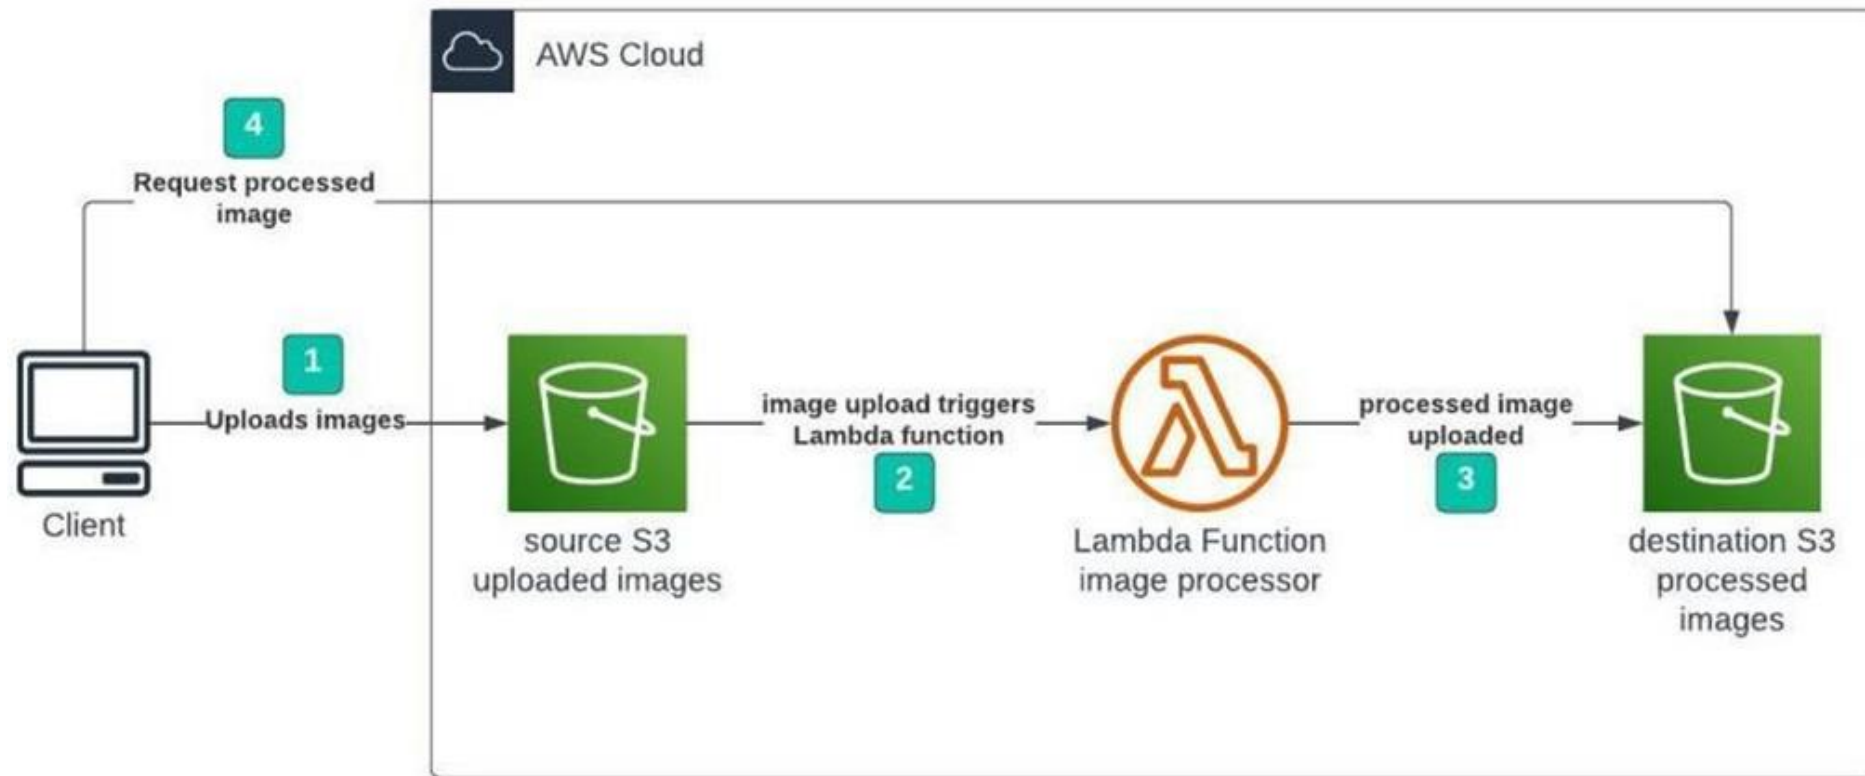 AWS Cloud
4
Request processed
image
1
Uploads images
image upload triggers
Lambda function
2
processed image
uploaded
3
Client
source S3
uploaded images
Lambda Function
image processor
destination S3
processed
images